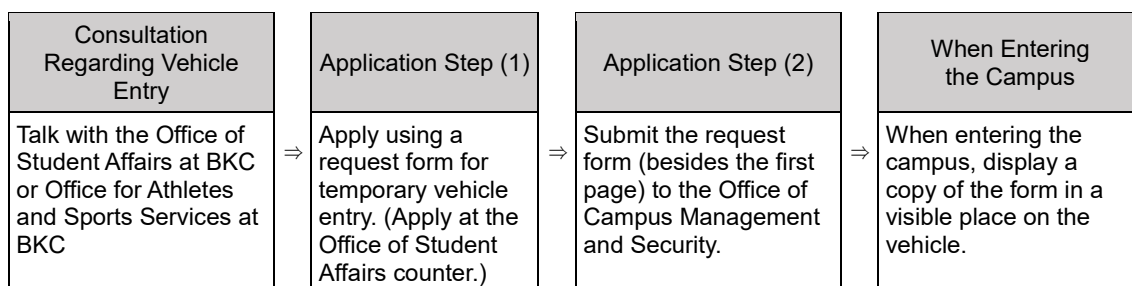 Consultation
Regarding Vehicle
Entry
Talk with the Office of
Student Affairs at BKC
or Office for Athletes
and Sports Services at
BKC
⇒
Application Step (1)
Apply using a
request form for
temporary vehicle
entry. (Apply at the
Office of Student
Affairs counter.)
⇒
Application Step (2)
Submit the request
form (besides the first
page) to the Office of
Campus Management
and Security.
⇒
When Entering
the Campus
When entering the
campus, display a
copy of the form in a
visible place on the
vehicle.